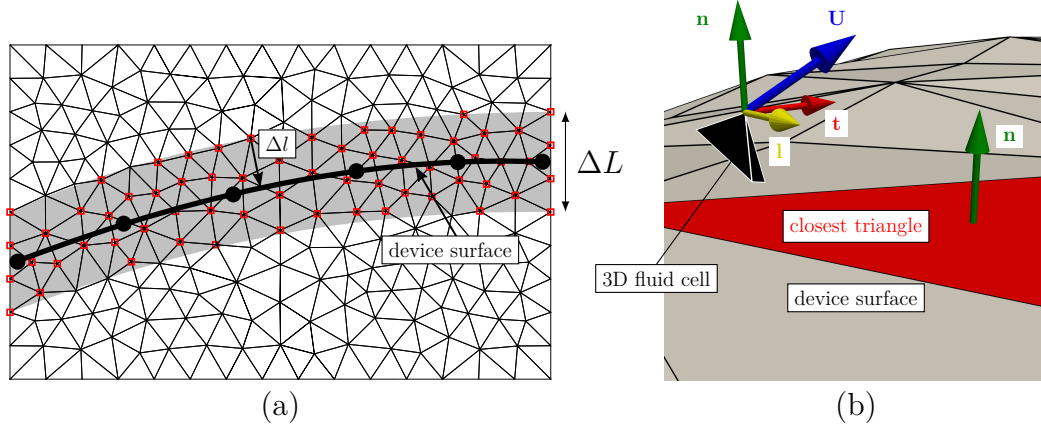 Δl
ΔL
device surface
(a)
n
U
t
l
n
closest triangle
3D fluid cell
device surface
(b)